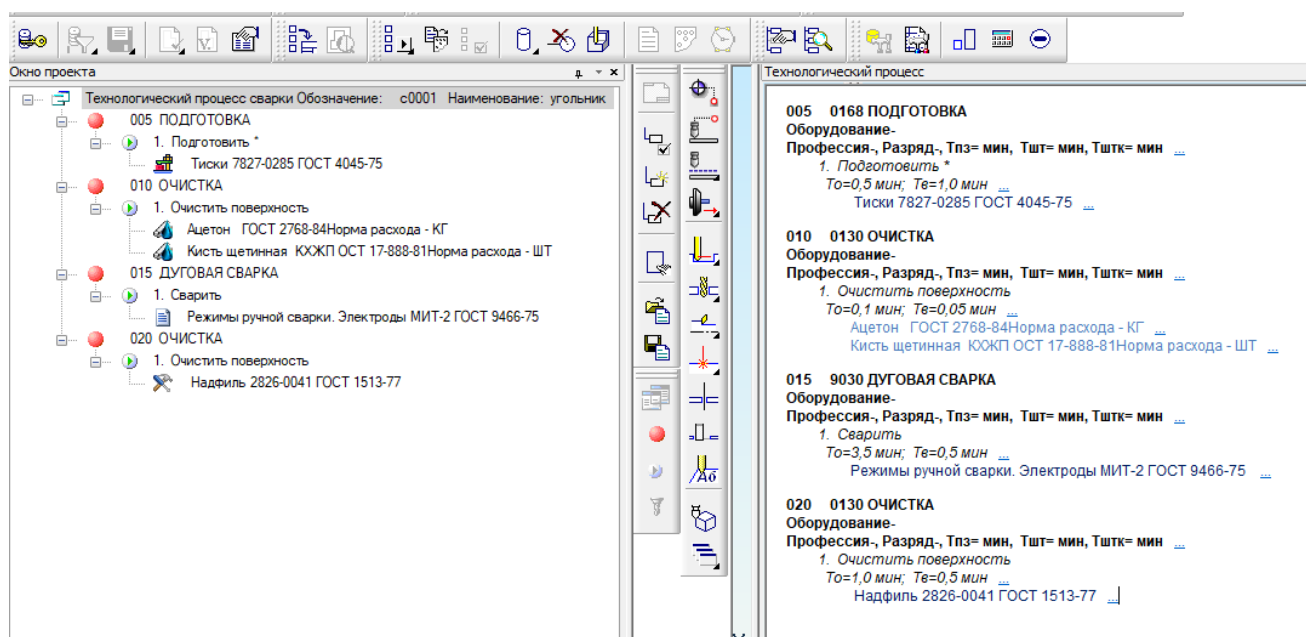 Окно проекта
Технологический процесс сварки Обозначение: с0001 Наименование: угольник
005 ПОДГОТОВКА
1. Подготовить *
Тиски 7827-0285 ГОСТ 4045-75
010 ОЧИСТКА
1. Очистить поверхность
Ацетон ГОСТ 2768-84Норма расхода - КГ
Кисть щетинная КХЖП ОСТ 17-888-81Норма расхода - ШТ
015 ДУГОВАЯ СВАРКА
1. Сварить
Режимы ручной сварки. Электроды МИТ-2 ГОСТ 9466-75
020 ОЧИСТКА
1. Очистить поверхность
Надфиль 2826-0041 ГОСТ 1513-77
Аб
Технологический процесс
005 0168 ПОДГОТОВКА
Оборудование-
Профессия-, Разряд-, Тпз= мин, Тшт= мин, Тштк= мин ...
1. Подготовить *
То=0,5 мин; Тв=1,0 мин ...
Тиски 7827-0285 ГОСТ 4045-75 ...
010 0130 ОЧИСТКА
Оборудование-
Профессия-, Разряд-, Тпз= мин, Тшт= мин, Тштк= мин ...
1. Очистить поверхность
То=0,1 мин; Тв=0,05 мин ...
Ацетон ГОСТ 2768-84Норма расхода - КГ ...
Кисть щетинная КХЖП ОСТ 17-888-81Норма расхода - ШТ ...
015 9030 ДУГОВАЯ СВАРКА
Оборудование-
Профессия-, Разряд-, Тпз= мин, Тшт= мин, Тштк= мин ...
1. Сварить
То=3,5 мин; Тв=0,5 мин ...
Режимы ручной сварки. Электроды МИТ-2 ГОСТ 9466-75 ...
020 0130 ОЧИСТКА
Оборудование-
Профессия-, Разряд-, Тпз= мин, Тшт= мин, Тштк= мин ...
1. Очистить поверхность
То=1,0 мин; Тв=0,5 мин ...
Надфиль 2826-0041 ГОСТ 1513-77 ...